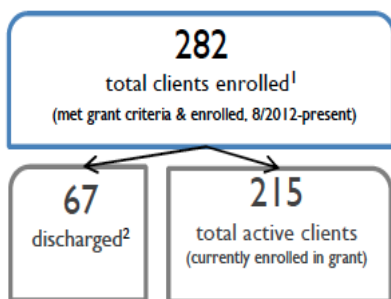 282
total clients enrolled¹
(met grant criteria & enrolled, 8/2012-present)
67
discharged²
215
total active clients
(currently enrolled in grant)